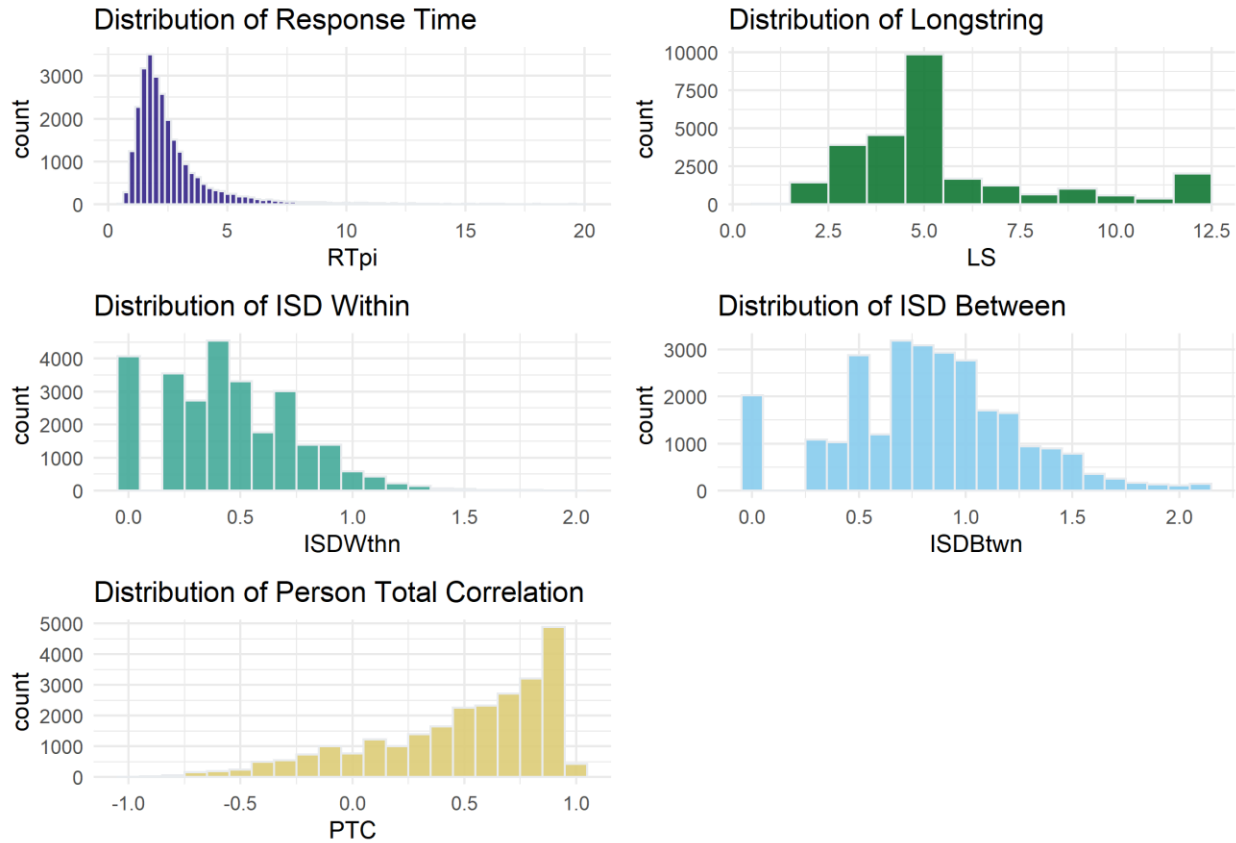 Distribution of Response Time
3000
2000
1000
0
count
0 5 10 15 20
RTpi
Distribution of Longstring
10000
7500
5000
2500
0
count
0.0 2.5 5.0 7.5 10.0 12.5
LS
Distribution of ISD Within
4000
3000
2000
1000
0
count
0.0 0.5 1.0 1.5 2.0
ISDWthn
Distribution of ISD Between
3000
2000
1000
0
count
0.0 0.5 1.0 1.5 2.0
ISDBtwn
Distribution of Person Total Correlation
5000
4000
3000
2000
1000
0
count
-1.0 -0.5 0.0 0.5 1.0
PTC